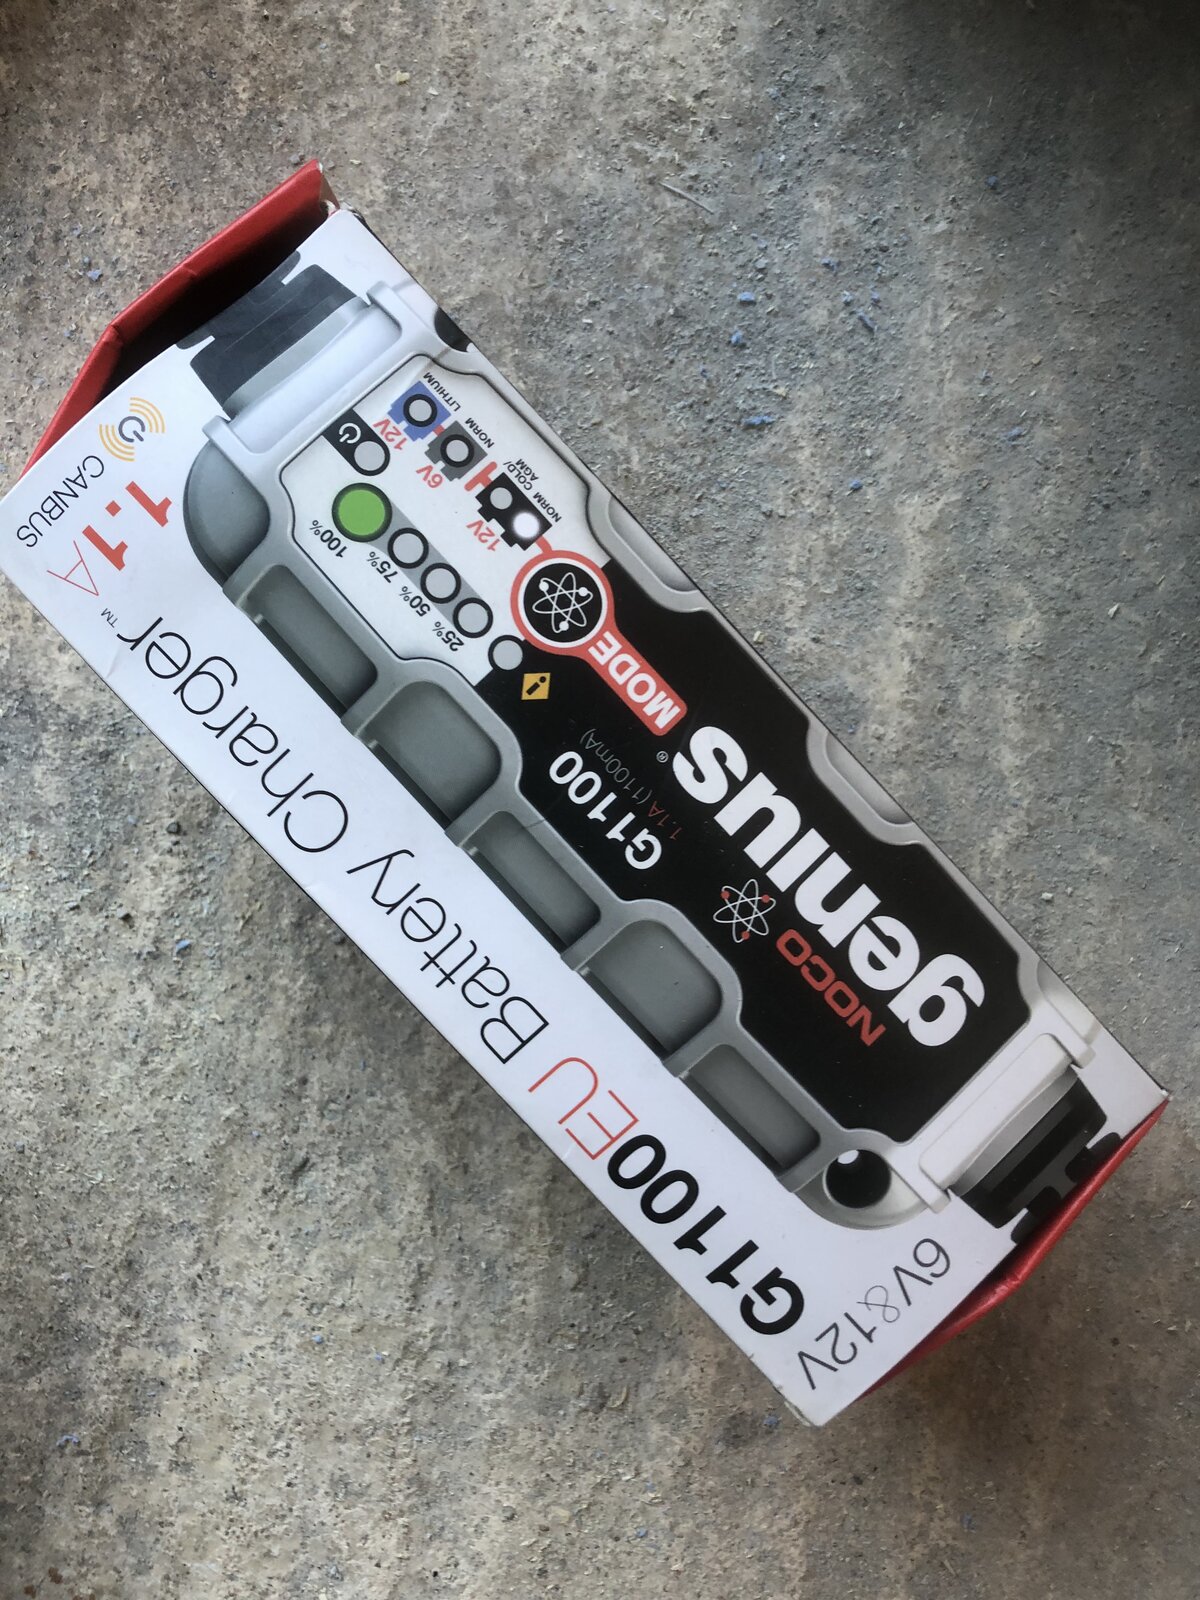 6V&12V
G1100EU Battery Charger™
1.1A
CANBUS
NOCO
genius®
G1100
1.1A (1100mA)
MODE
25% 50% 75% 100%
12V
NORM
COLD/
AGM
6V
NORM
12V
LITHIUM